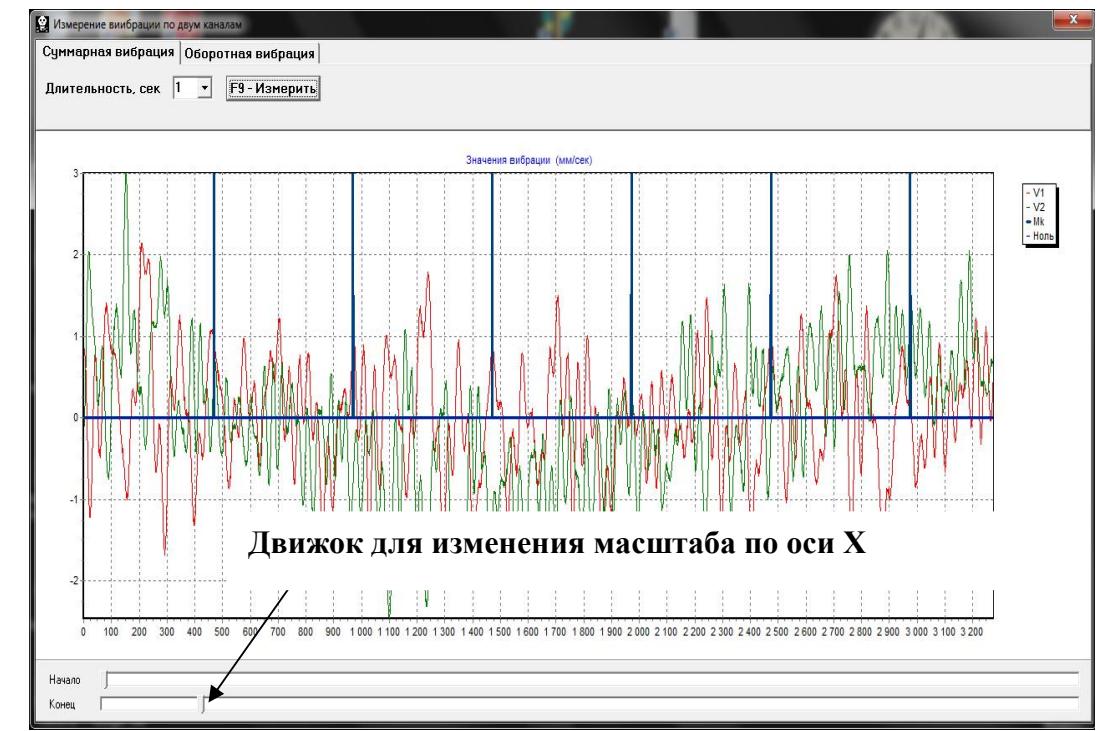 Измерение виибрации по двум каналам
X
Суммарная вибрация Оборотная вибрация
Длительность, сек 1 F9 - Измерить
Значения вибрации (мм/сек)
3
2
1
0
-1
-2
V1
V2
Mk
Ноль
Движок для изменения масштаба по оси X
0 100 200 300 400 500 600 700 800 900 1 000 1 100 1 200 1 300 1 400 1 500 1 600 1 700 1 800 1 900 2 000 2 100 2 200 2 300 2 400 2 500 2 600 2 700 2 800 2 900 3 000 3 100 3 200
Начало
Конец